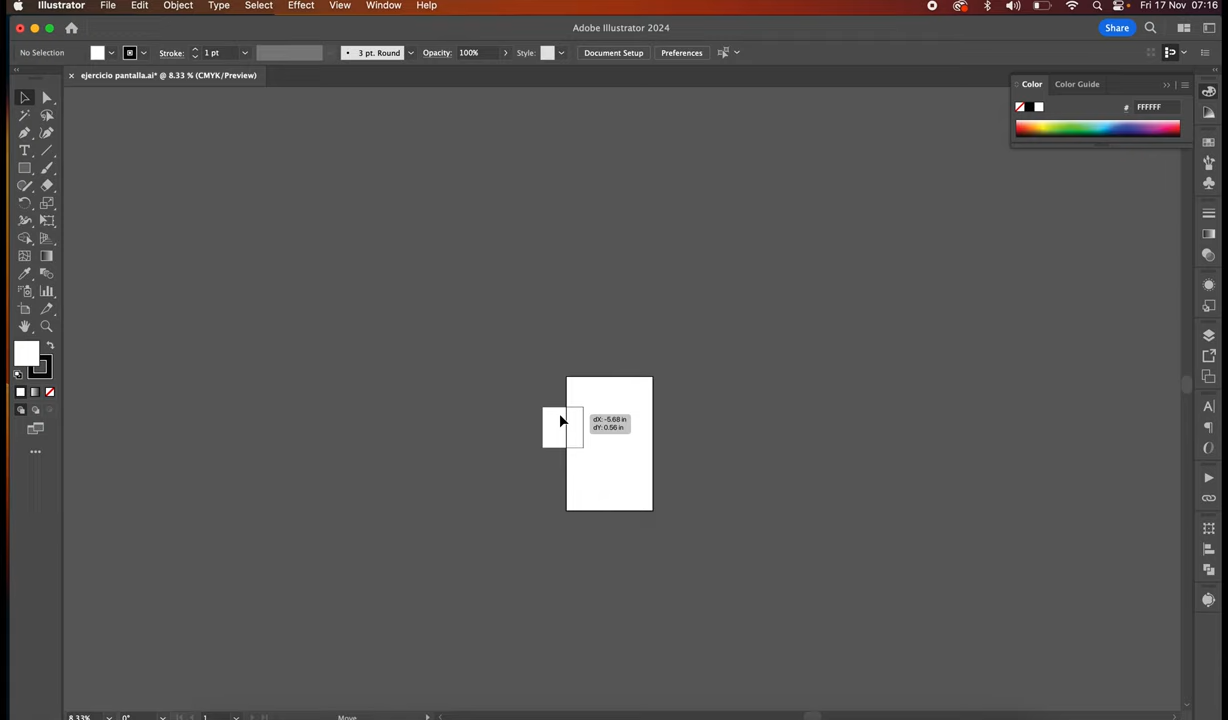 Illustrator File Edit Object Type Select Effect View Window Help Fri 17 Nov 07:16
Adobe Illustrator 2024 Share
No Selection Stroke: 1 pt 3 pt. Round Opacity: 100% Style: Document Setup Preferences
ejercicio pantalla.ai* @ 8.33 % (CMYK/Preview)
Color Color Guide
# FFFFFF
dX: -5.68 in
dY: 0.56 in
8.33% 0° 1 Move